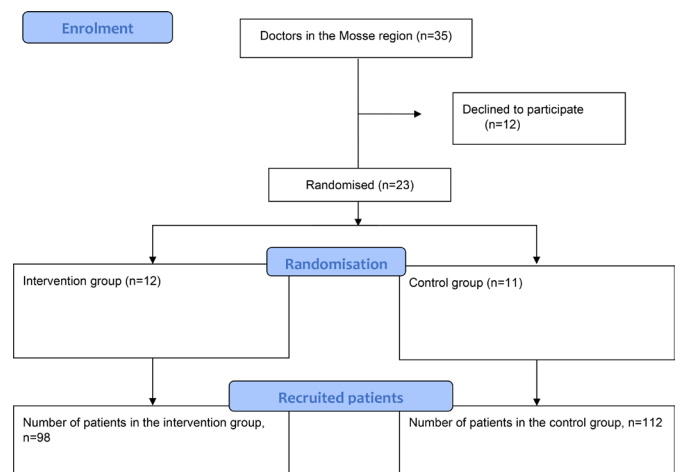 Enrolment
Doctors in the Mosse region (n=35)
Declined to participate
(n=12)
Randomised (n=23)
Randomisation
Intervention group (n=12)
Control group (n=11)
Recruited patients
Number of patients in the intervention group,
n=98
Number of patients in the control group, n=112